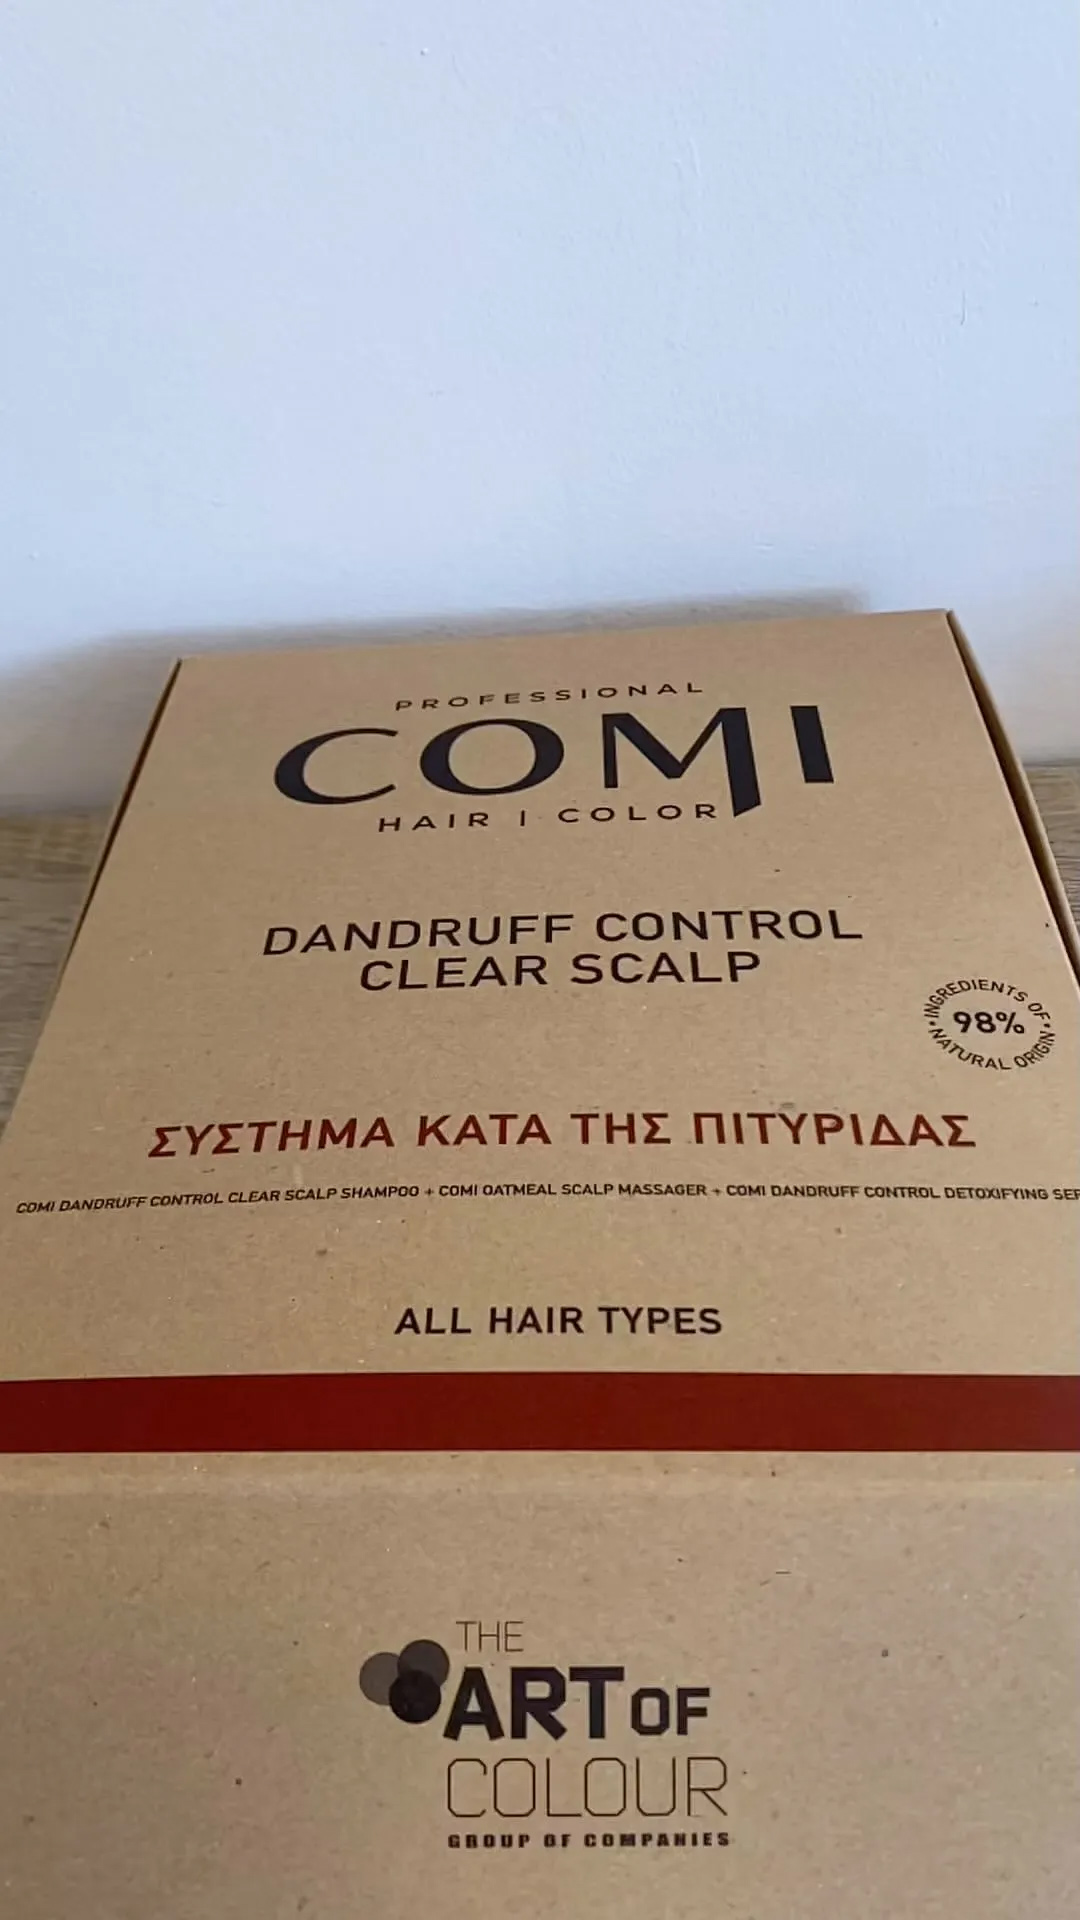 PROFESSIONAL
COMI
HAIR | COLOR
DANDRUFF CONTROL
CLEAR SCALP
• INGREDIENTS OF •
98%
NATURAL ORIGIN
ΣΥΣΤΗΜΑ ΚΑΤΑ ΤΗΣ ΠΙΤΥΡΙΔΑΣ
COMI DANDRUFF CONTROL CLEAR SCALP SHAMPOO + COMI OATMEAL SCALP MASSAGER + COMI DANDRUFF CONTROL DETOXIFYING
ALL HAIR TYPES
THE
ART OF
COLOUR
GROUP OF COMPANIES